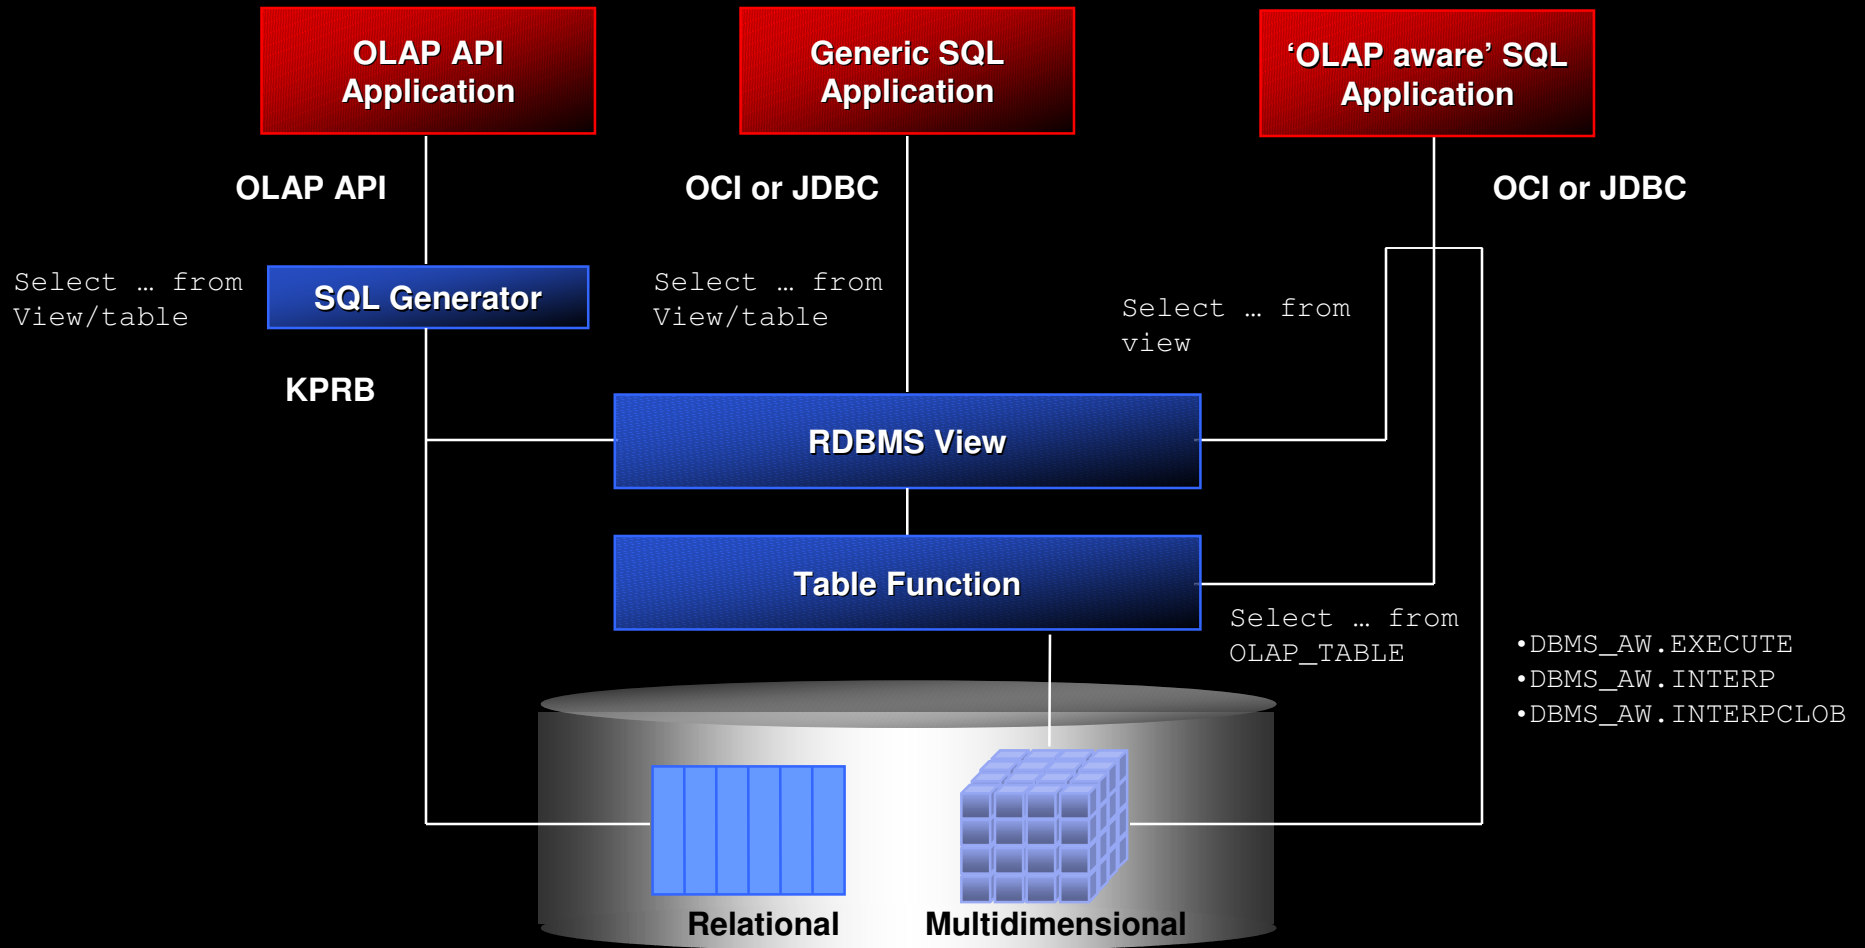 OLAP API
Application
Generic SQL
Application
‘OLAP aware’ SQL
Application
OLAP API
OCI or JDBC
OCI or JDBC
Select … from
View/table
SQL Generator
Select … from
View/table
Select … from
view
KPRB
RDBMS View
Table Function
Select … from
OLAP_TABLE
•DBMS_AW.EXECUTE
•DBMS_AW.INTERP
•DBMS_AW.INTERPCLOB
Relational
Multidimensional